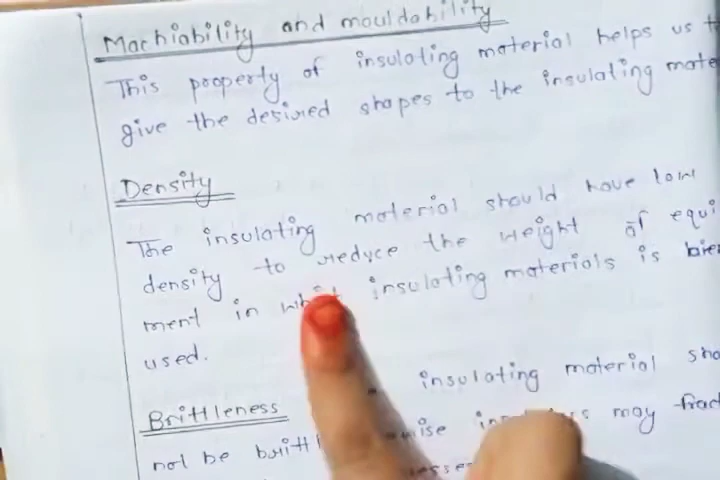 Machiability and mouldability
This property of insulating material helps us
give the desired shapes to the insulating mate
Density
The insulating material should have low
density to reduce the weight of equi
ment in insulating materials is
used.
Brittleness insulating material sho
not be may frac